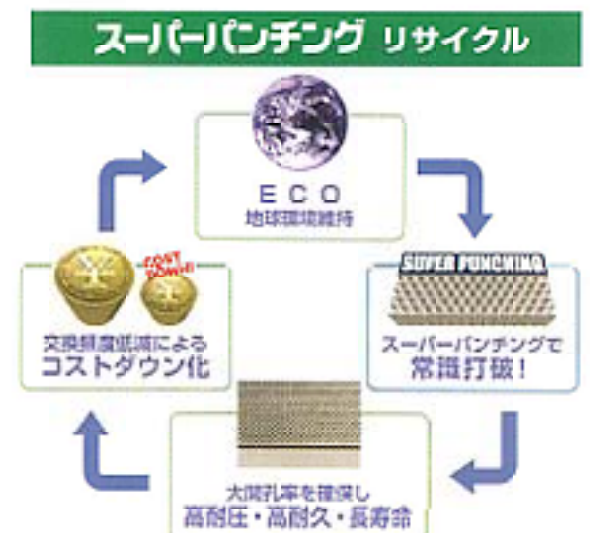 スーパーパンチング リサイクル
ECO
地球環境維持
COST
DOWN!!
SUPER PUNCHING
交換頻度低減による
コストダウン化
スーパーパンチングで
常識打破!
大開孔率を確保し
高耐圧・高耐久・長寿命